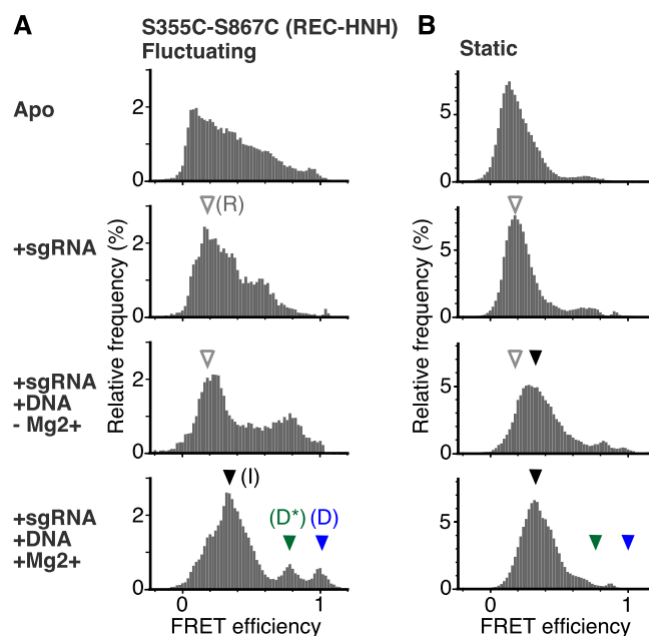 A
S355C-S867C (REC-HNH)
Fluctuating
B
Static
Apo
2
0
5
0
+sgRNA
(R)
2
0
5
0
+sgRNA
+DNA
- Mg2+
2
0
5
0
+sgRNA
+DNA
+Mg2+
(I)
(D*) (D)
2
0
5
0
Relative frequency (%)
Relative frequency (%)
0 1
0 1
FRET efficiency
FRET efficiency